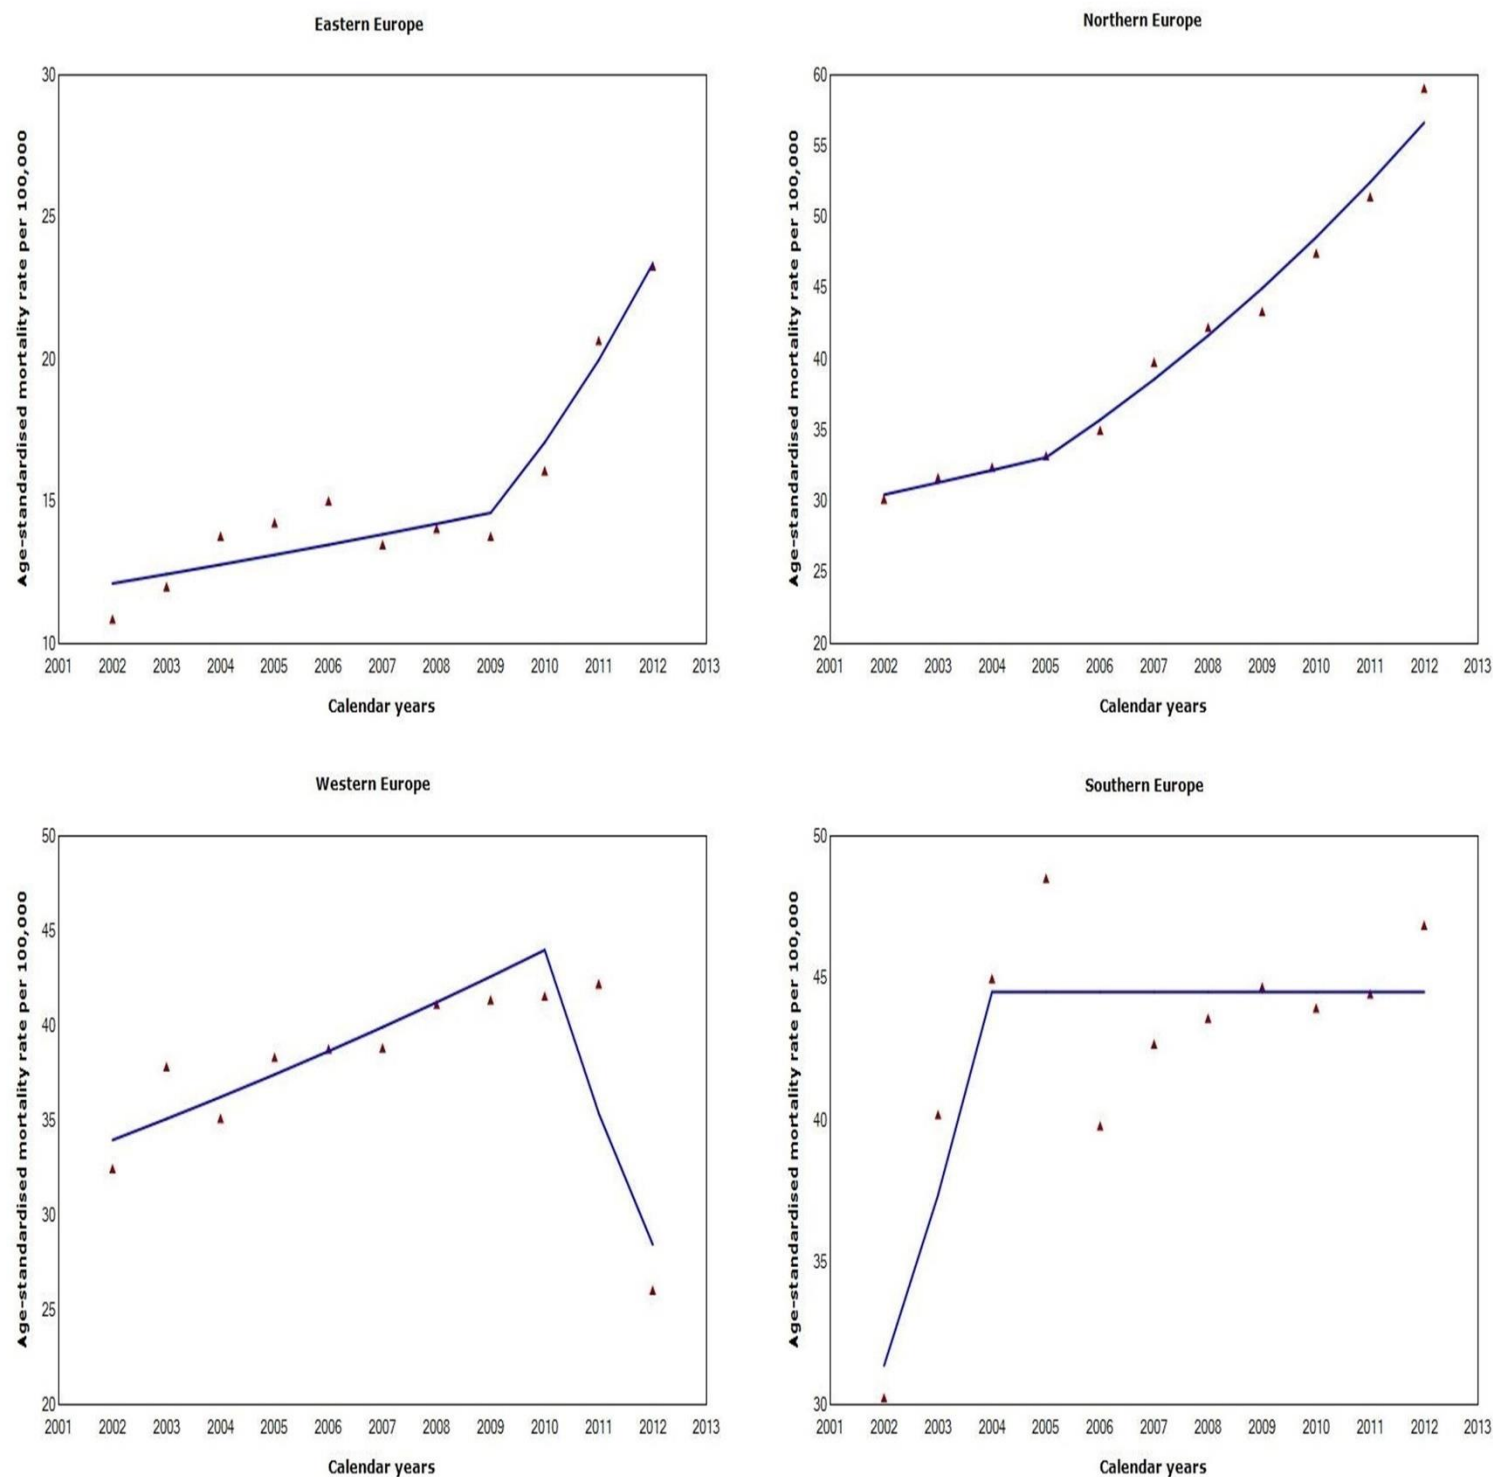 Eastern Europe
Age-standardised mortality rate per 100,000
30
25
20
15
10
2001 2002 2003 2004 2005 2006 2007 2008 2009 2010 2011 2012 2013
Calendar years
Northern Europe
Age-standardised mortality rate per 100,000
60
55
50
45
40
35
30
25
20
2001 2002 2003 2004 2005 2006 2007 2008 2009 2010 2011 2012 2013
Calendar years
Western Europe
Age-standardised mortality rate per 100,000
50
45
40
35
30
25
20
2001 2002 2003 2004 2005 2006 2007 2008 2009 2010 2011 2012 2013
Calendar years
Southern Europe
Age-standardised mortality rate per 100,000
50
45
40
35
30
2001 2002 2003 2004 2005 2006 2007 2008 2009 2010 2011 2012 2013
Calendar years